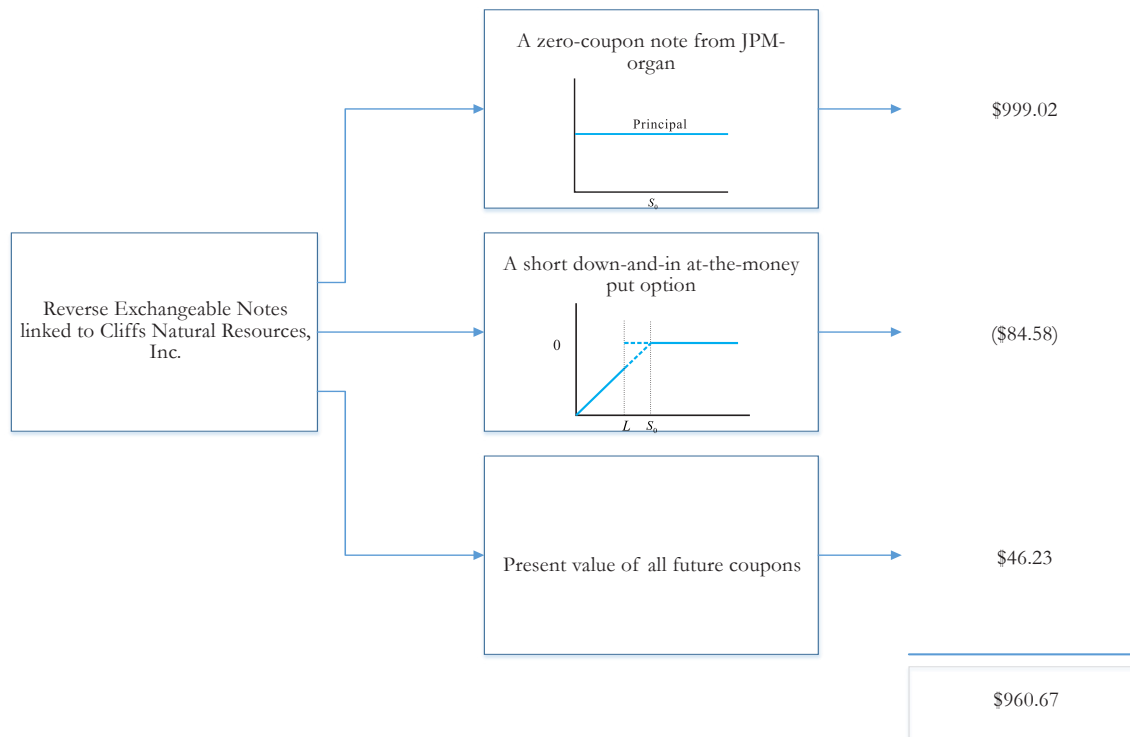 Reverse Exchangeable Notes
linked to Cliffs Natural Resources,
Inc.
A zero-coupon note from JPM-
organ
Principal
S₀
$999.02
A short down-and-in at-the-money
put option
0
L S₀
($84.58)
Present value of all future coupons
$46.23
$960.67